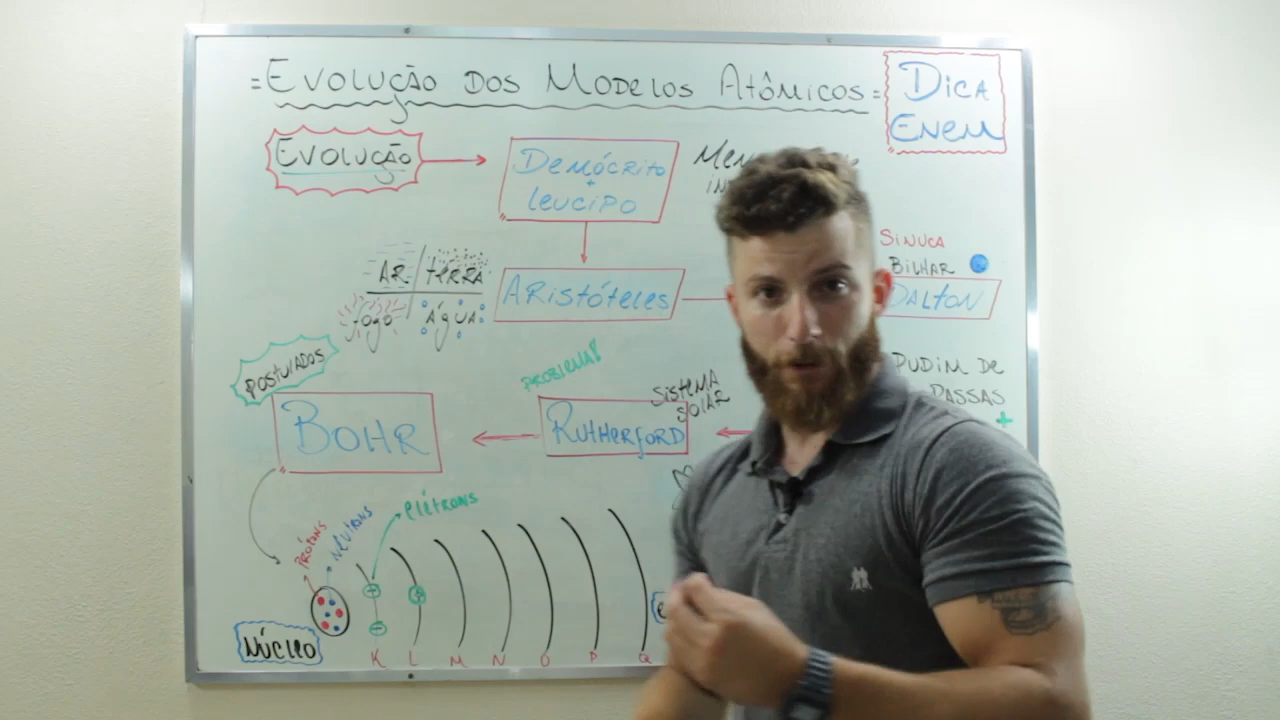 = Evolução dos Modelos Atômicos =
Dica
Enem
Evolução
Demócrito
+
Leucipo
Ar
terra
fogo
água
Aristóteles
Sinuca
Bilhar
Dalton
Postulados
Problema!
Sistema
Solar
Pudim de
Passas
+
Bohr
Rutherford
elétrons
prótons
nêutrons
Núcleo
K L M N O P Q